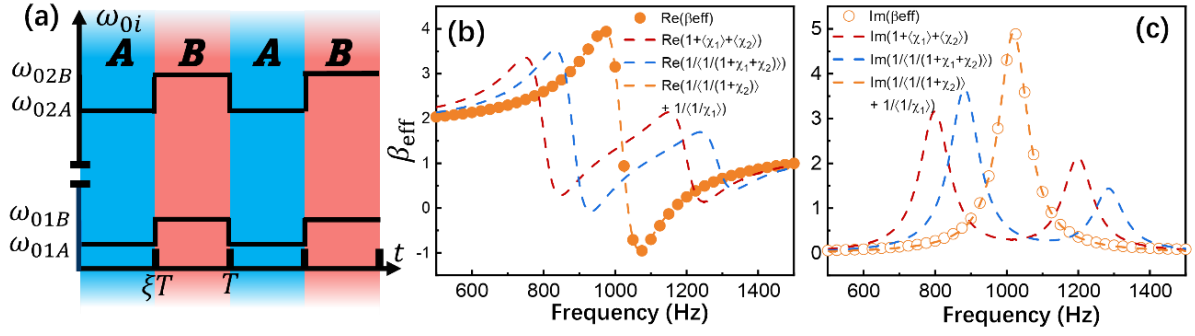 (a)
ω0i
A B A B
ω02B
ω02A
ω01B
ω01A
ξT T t
(b)
Re(βeff)
Re(1+⟨χ1⟩+⟨χ2⟩)
Re(1/⟨1/(1+χ1+χ2)⟩)
Re(1/⟨1/(1+χ2)⟩
+ 1/⟨1/χ1⟩)
βeff
4
3
2
1
0
-1
600 800 1000 1200 1400
Frequency (Hz)
(c)
Im(βeff)
Im(1+⟨χ1⟩+⟨χ2⟩)
Im(1/⟨1/(1+χ1+χ2)⟩)
Im(1/⟨1/(1+χ2)⟩
+ 1/⟨1/χ1⟩)
5
4
3
2
1
0
600 800 1000 1200 1400
Frequency (Hz)